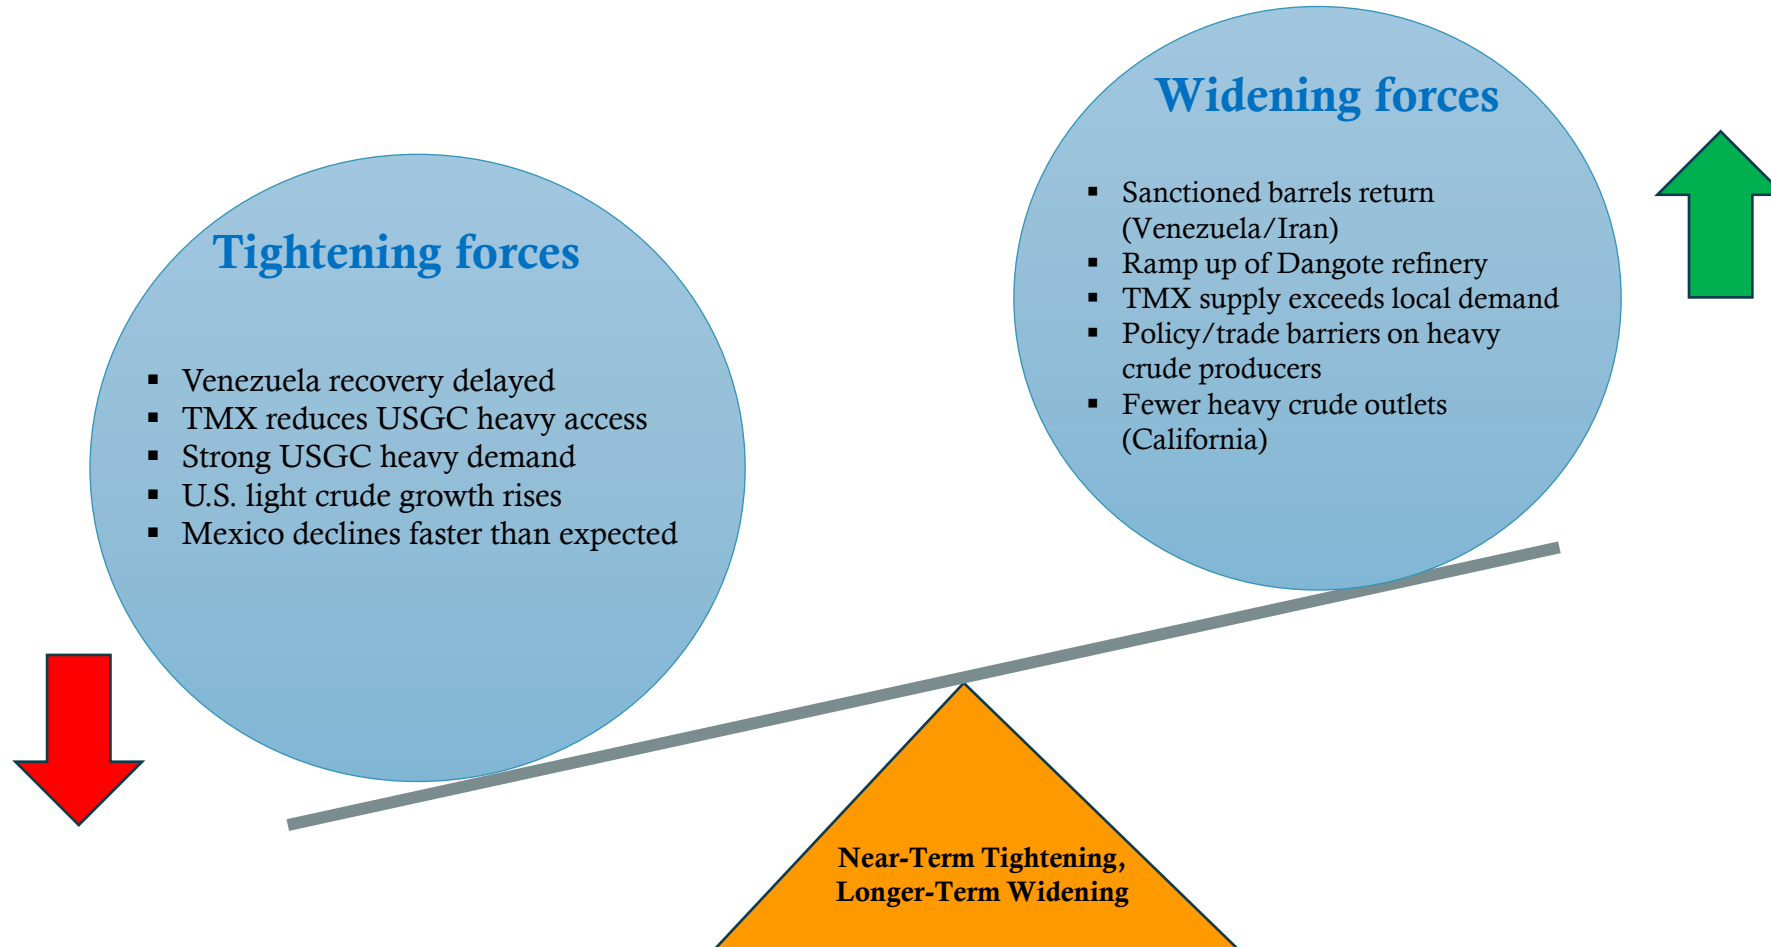 Tightening forces
▪ Venezuela recovery delayed
▪ TMX reduces USGC heavy access
▪ Strong USGC heavy demand
▪ U.S. light crude growth rises
▪ Mexico declines faster than expected
Widening forces
▪ Sanctioned barrels return
(Venezuela/Iran)
▪ Ramp up of Dangote refinery
▪ TMX supply exceeds local demand
▪ Policy/trade barriers on heavy
crude producers
▪ Fewer heavy crude outlets
(California)
Near-Term Tightening,
Longer-Term Widening